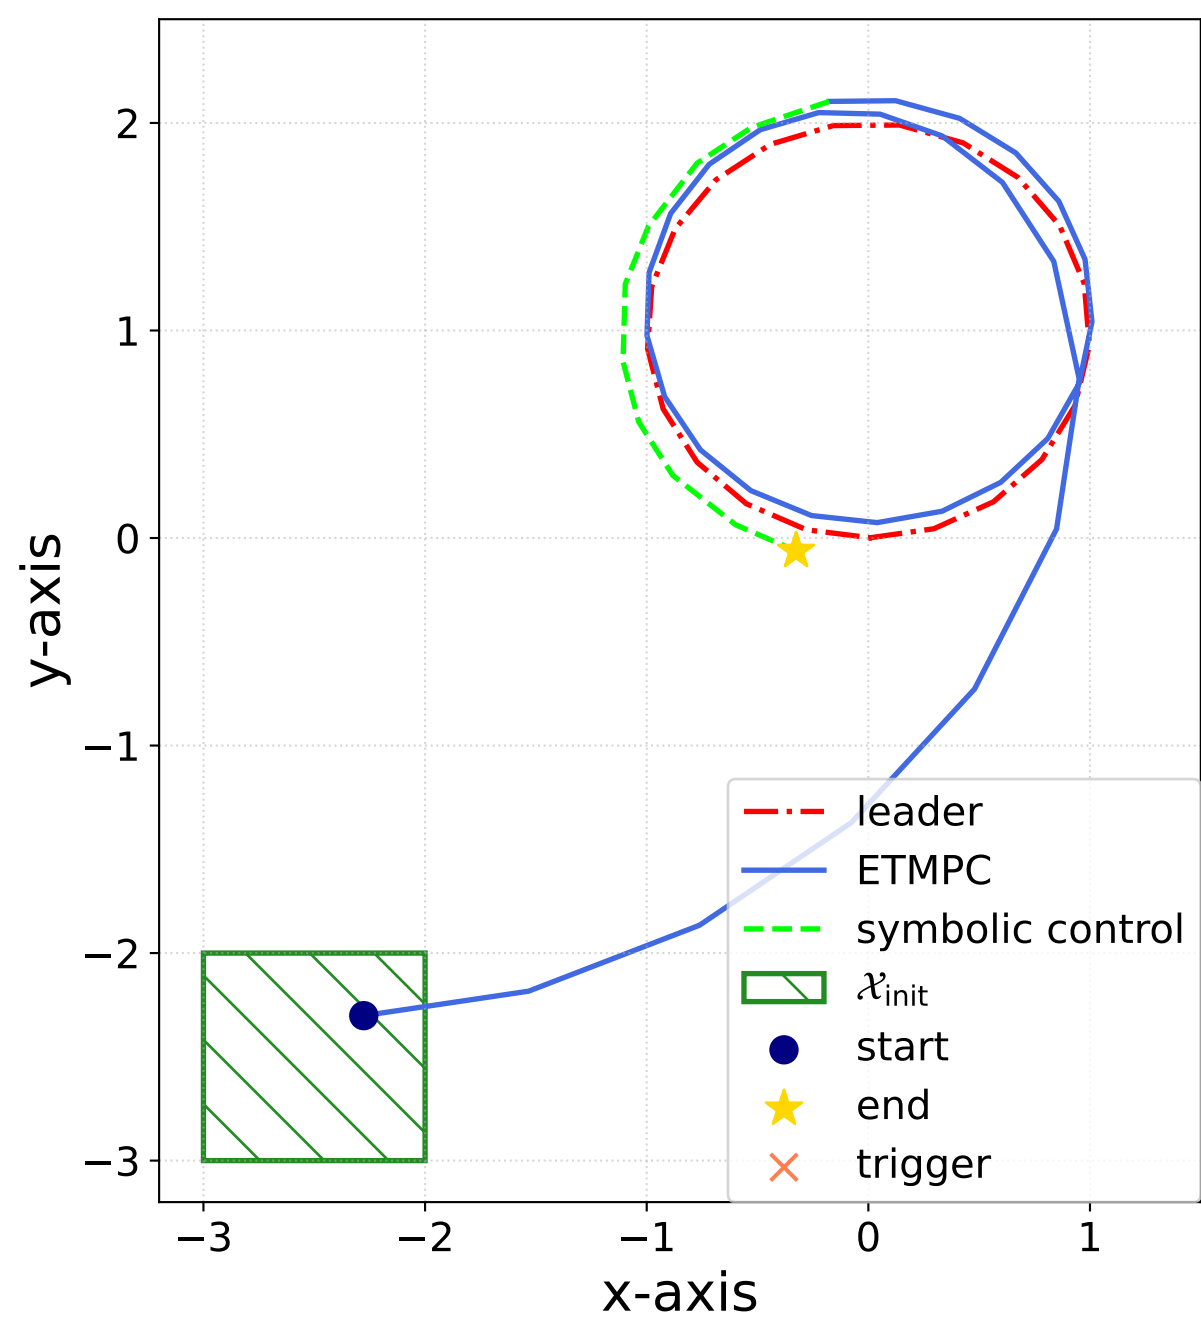 2
1
0
−1
−2
−3
y-axis
leader
ETMPC
symbolic control
𝒳init
start
end
trigger
−3
−2
−1
0
1
x-axis